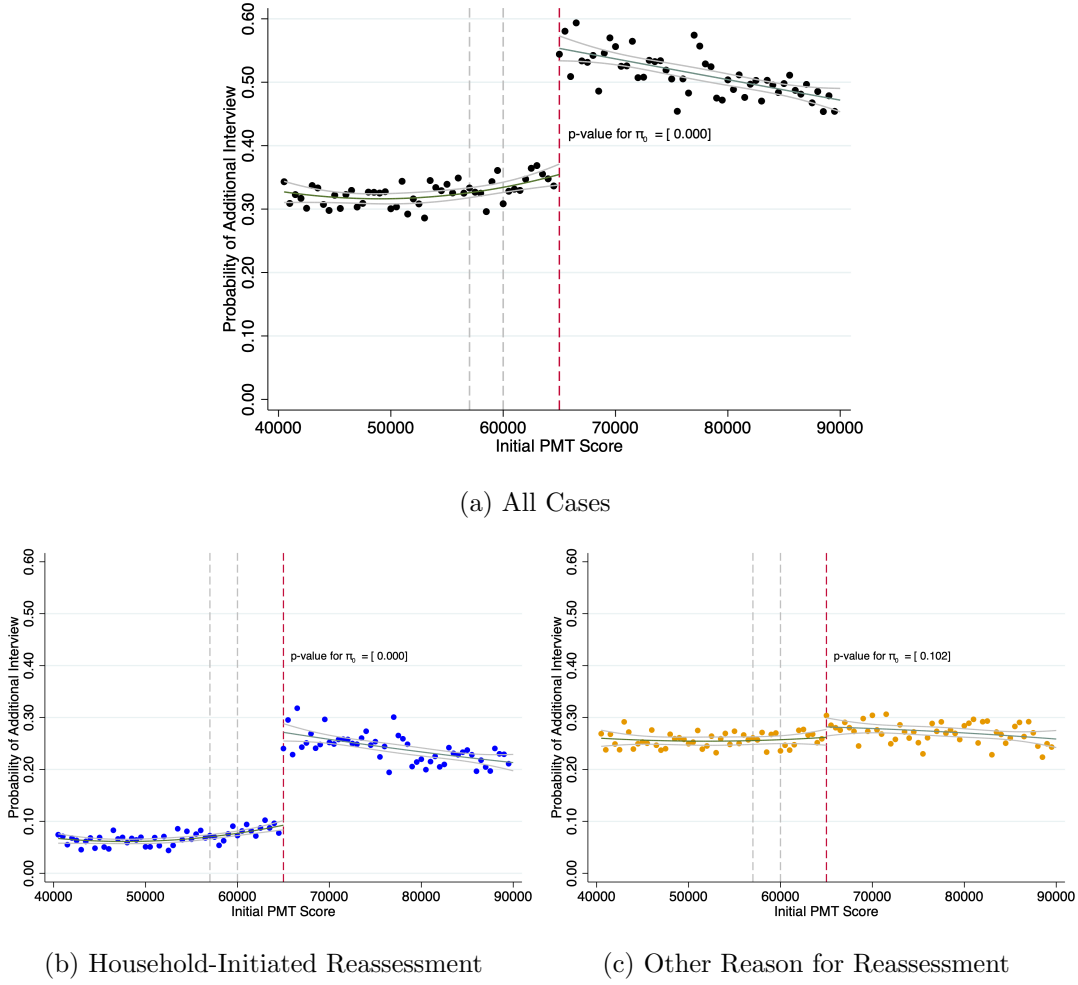 0.60
0.50
0.40
0.30
0.20
0.10
0.00
Probability of Additional Interview
p-value for π₀ = [ 0.000]
40000 50000 60000 70000 80000 90000
Initial PMT Score
(a) All Cases
0.60
0.50
0.40
0.30
0.20
0.10
0.00
Probability of Additional Interview
p-value for π₀ = [ 0.000]
40000 50000 60000 70000 80000 90000
Initial PMT Score
(b) Household-Initiated Reassessment
0.60
0.50
0.40
0.30
0.20
0.10
0.00
Probability of Additional Interview
p-value for π₀ = [ 0.102]
40000 50000 60000 70000 80000 90000
Initial PMT Score
(c) Other Reason for Reassessment